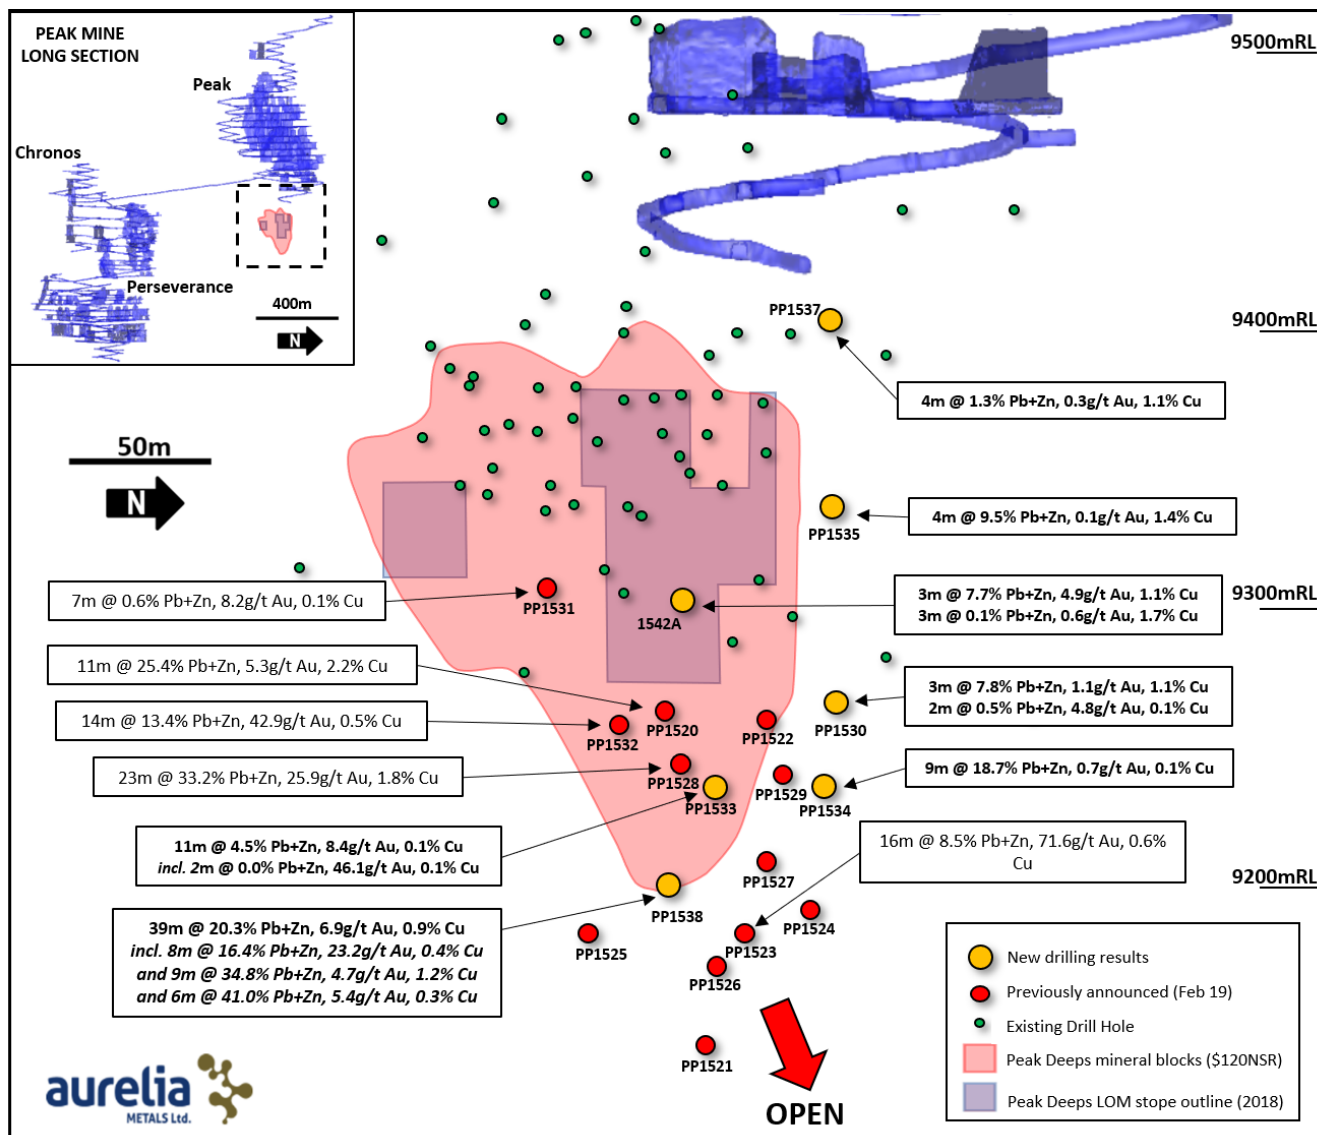 PEAK MINE
LONG SECTION
Peak
Chronos
Perseverance
400m
N
9500mRL
PP1537
9400mRL
4m @ 1.3% Pb+Zn, 0.3g/t Au, 1.1% Cu
50m
N
PP1535
4m @ 9.5% Pb+Zn, 0.1g/t Au, 1.4% Cu
7m @ 0.6% Pb+Zn, 8.2g/t Au, 0.1% Cu
PP1531
1542A
3m @ 7.7% Pb+Zn, 4.9g/t Au, 1.1% Cu
3m @ 0.1% Pb+Zn, 0.6g/t Au, 1.7% Cu
9300mRL
11m @ 25.4% Pb+Zn, 5.3g/t Au, 2.2% Cu
14m @ 13.4% Pb+Zn, 42.9g/t Au, 0.5% Cu
PP1532
PP1520
PP1522
PP1530
3m @ 7.8% Pb+Zn, 1.1g/t Au, 1.1% Cu
2m @ 0.5% Pb+Zn, 4.8g/t Au, 0.1% Cu
23m @ 33.2% Pb+Zn, 25.9g/t Au, 1.8% Cu
PP1528
PP1533
PP1529
PP1534
9m @ 18.7% Pb+Zn, 0.7g/t Au, 0.1% Cu
11m @ 4.5% Pb+Zn, 8.4g/t Au, 0.1% Cu
incl. 2m @ 0.0% Pb+Zn, 46.1g/t Au, 0.1% Cu
16m @ 8.5% Pb+Zn, 71.6g/t Au, 0.6%
Cu
PP1527
9200mRL
PP1538
39m @ 20.3% Pb+Zn, 6.9g/t Au, 0.9% Cu
incl. 8m @ 16.4% Pb+Zn, 23.2g/t Au, 0.4% Cu
and 9m @ 34.8% Pb+Zn, 4.7g/t Au, 1.2% Cu
and 6m @ 41.0% Pb+Zn, 5.4g/t Au, 0.3% Cu
PP1525
PP1523
PP1524
PP1526
PP1521
OPEN
New drilling results
Previously announced (Feb 19)
Existing Drill Hole
Peak Deeps mineral blocks ($120NSR)
Peak Deeps LOM stope outline (2018)
aurelia
METALS Ltd.